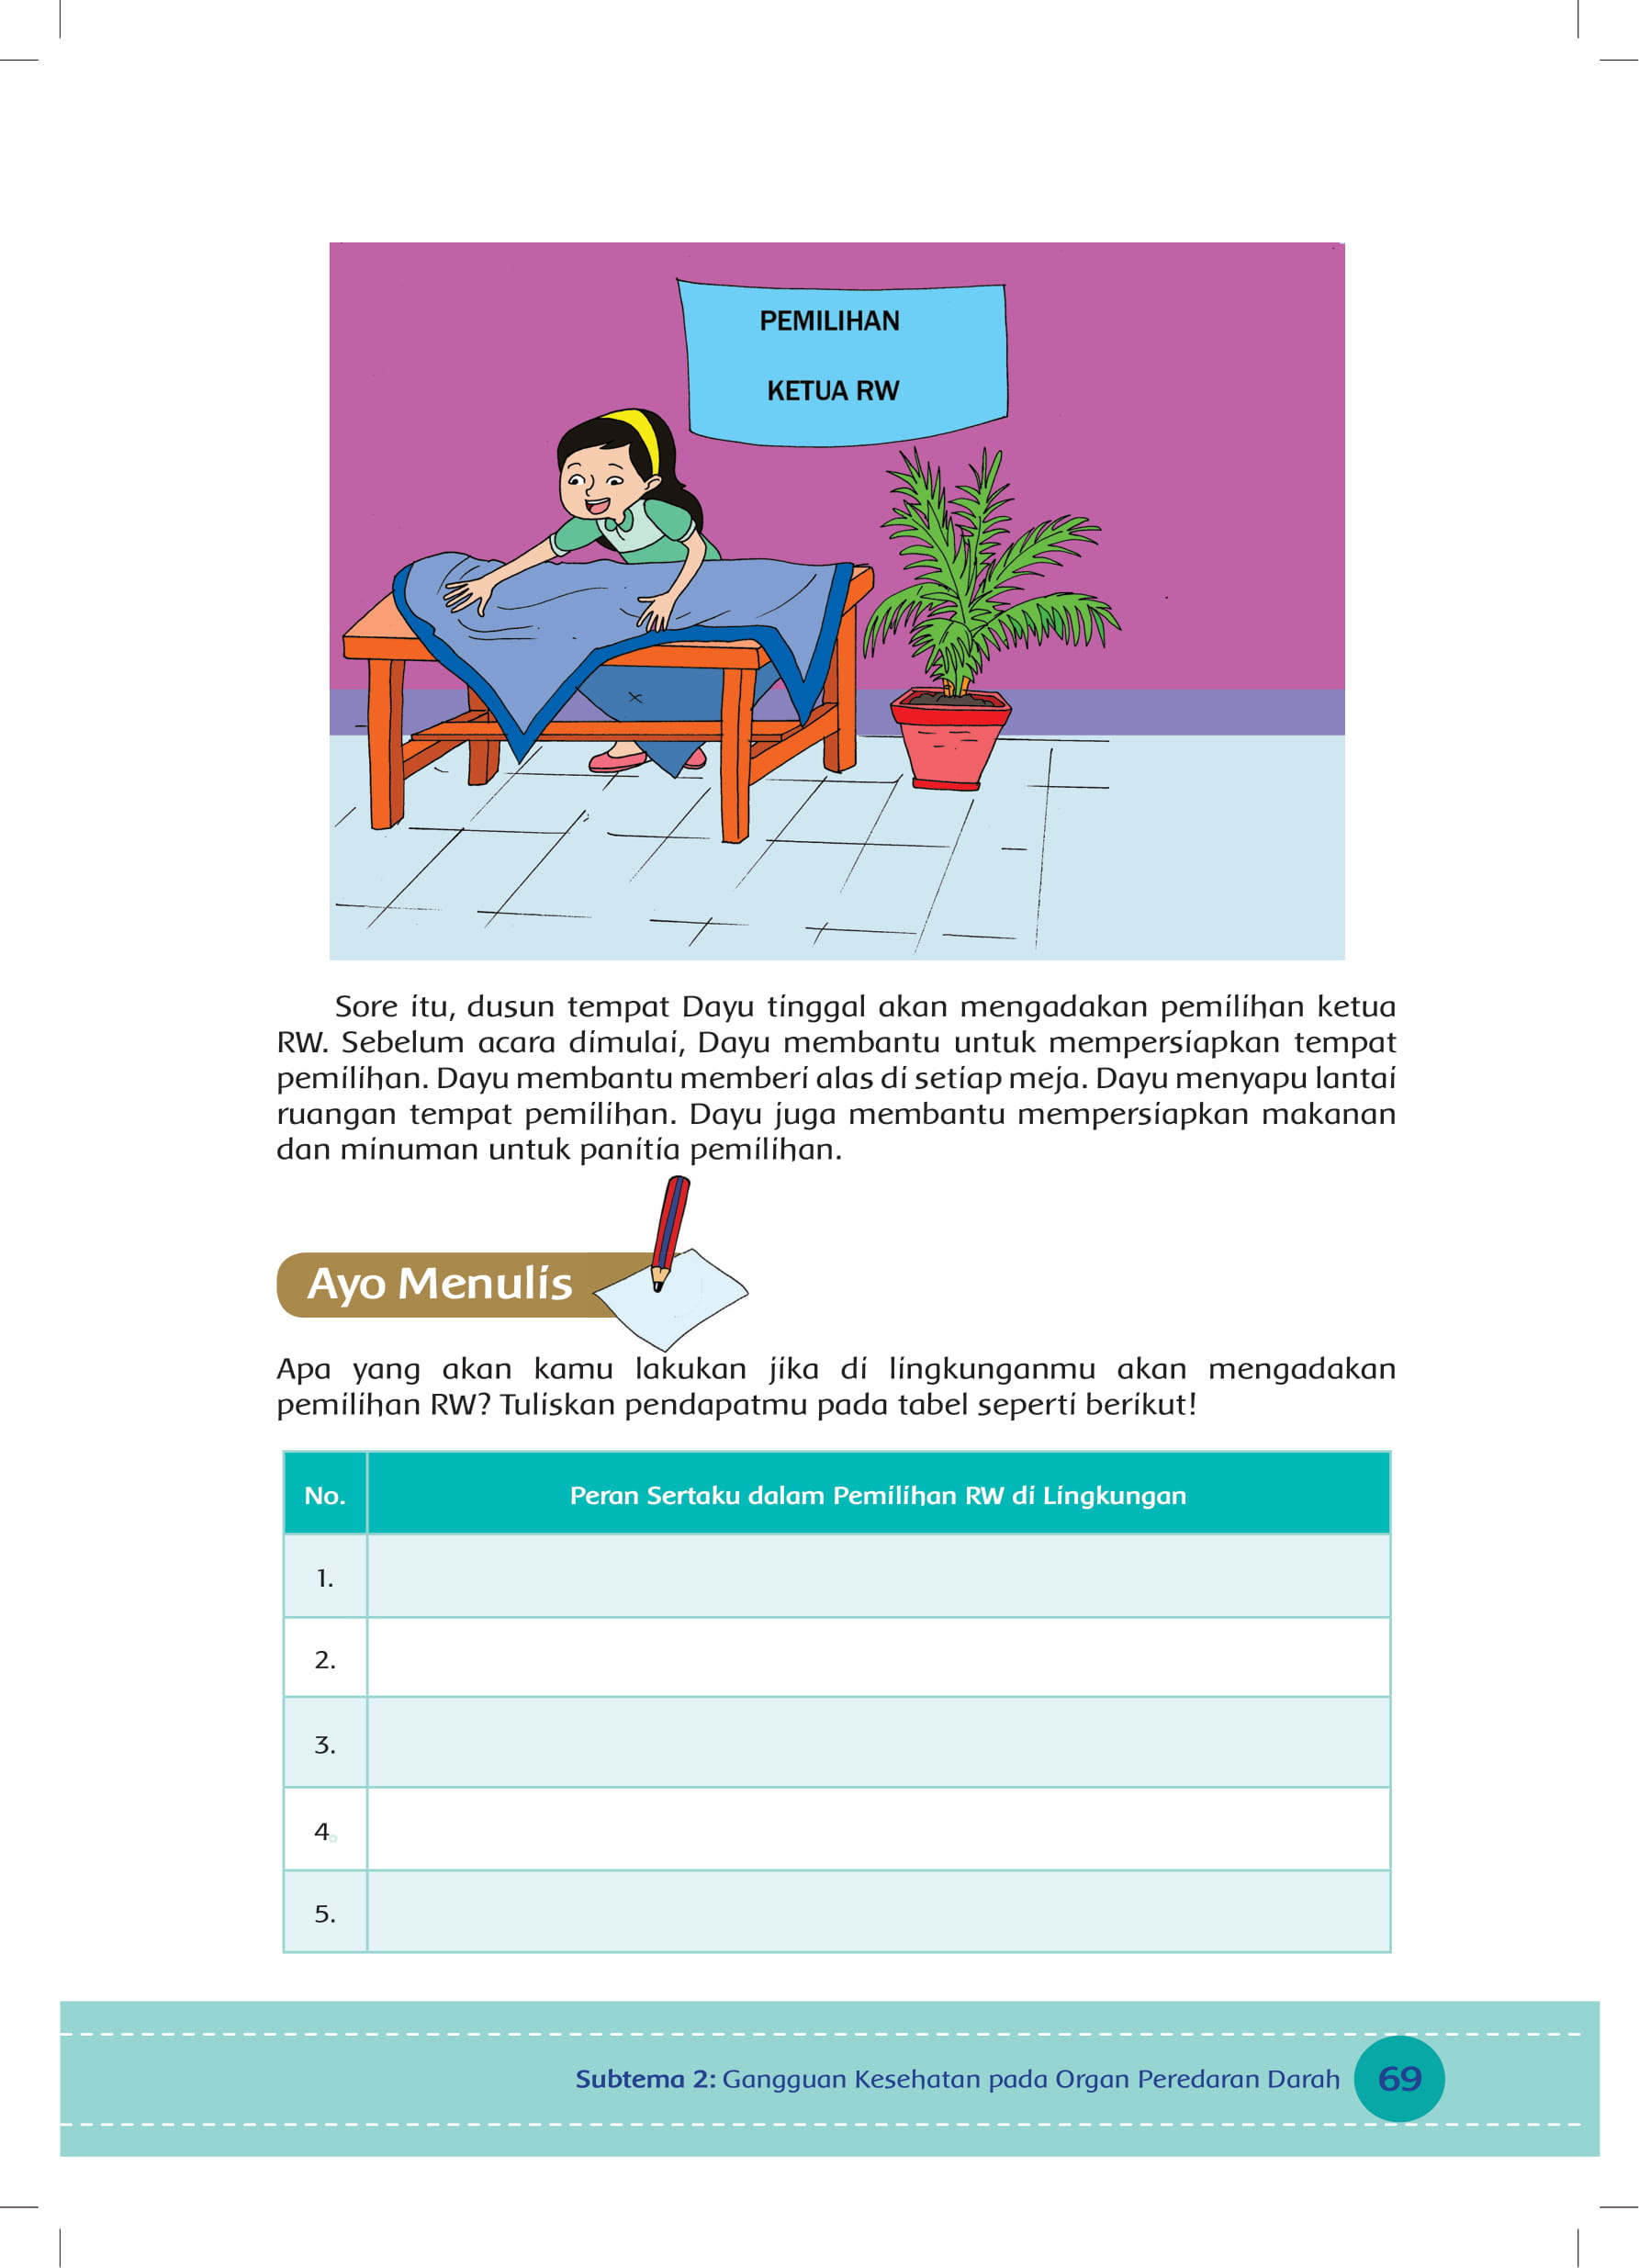 PEMILIHAN
KETUA RW
Sore itu, dusun tempat Dayu tinggal akan mengadakan pemilihan ketua
RW. Sebelum acara dimulai, Dayu membantu untuk mempersiapkan tempat
pemilihan. Dayu membantu memberi alas di setiap meja. Dayu menyapu lantai
ruangan tempat pemilihan. Dayu juga membantu mempersiapkan makanan
dan minuman untuk panitia pemilihan.
Ayo Menulis
Apa yang akan kamu lakukan jika di lingkunganmu akan mengadakan
pemilihan RW? Tuliskan pendapatmu pada tabel seperti berikut!
No. Peran Sertaku dalam Pemilihan RW di Lingkungan
1.
2.
3.
4.
5.
Subtema 2: Gangguan Kesehatan pada Organ Peredaran Darah 69